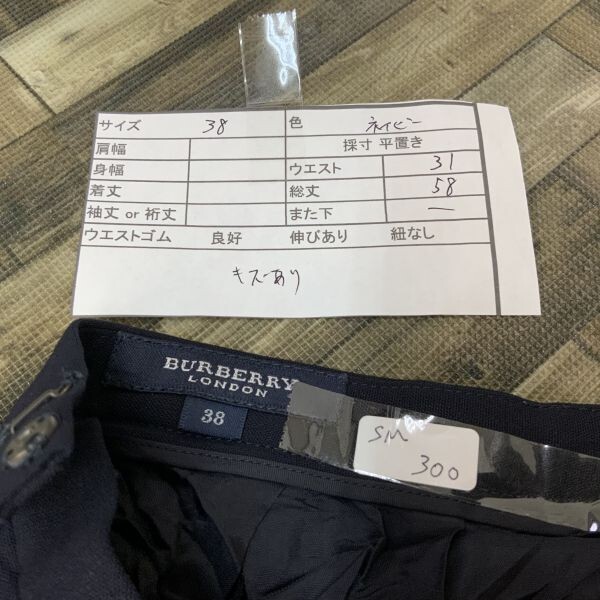 サイズ 38 色 ネイビー
肩幅 採寸 平置き
身幅 ウエスト 31
着丈 総丈 58
袖丈 or 裄丈 また下 —
ウエストゴム 良好 伸びあり 紐なし
キズあり
BURBERRY
LONDON
38
SM
300